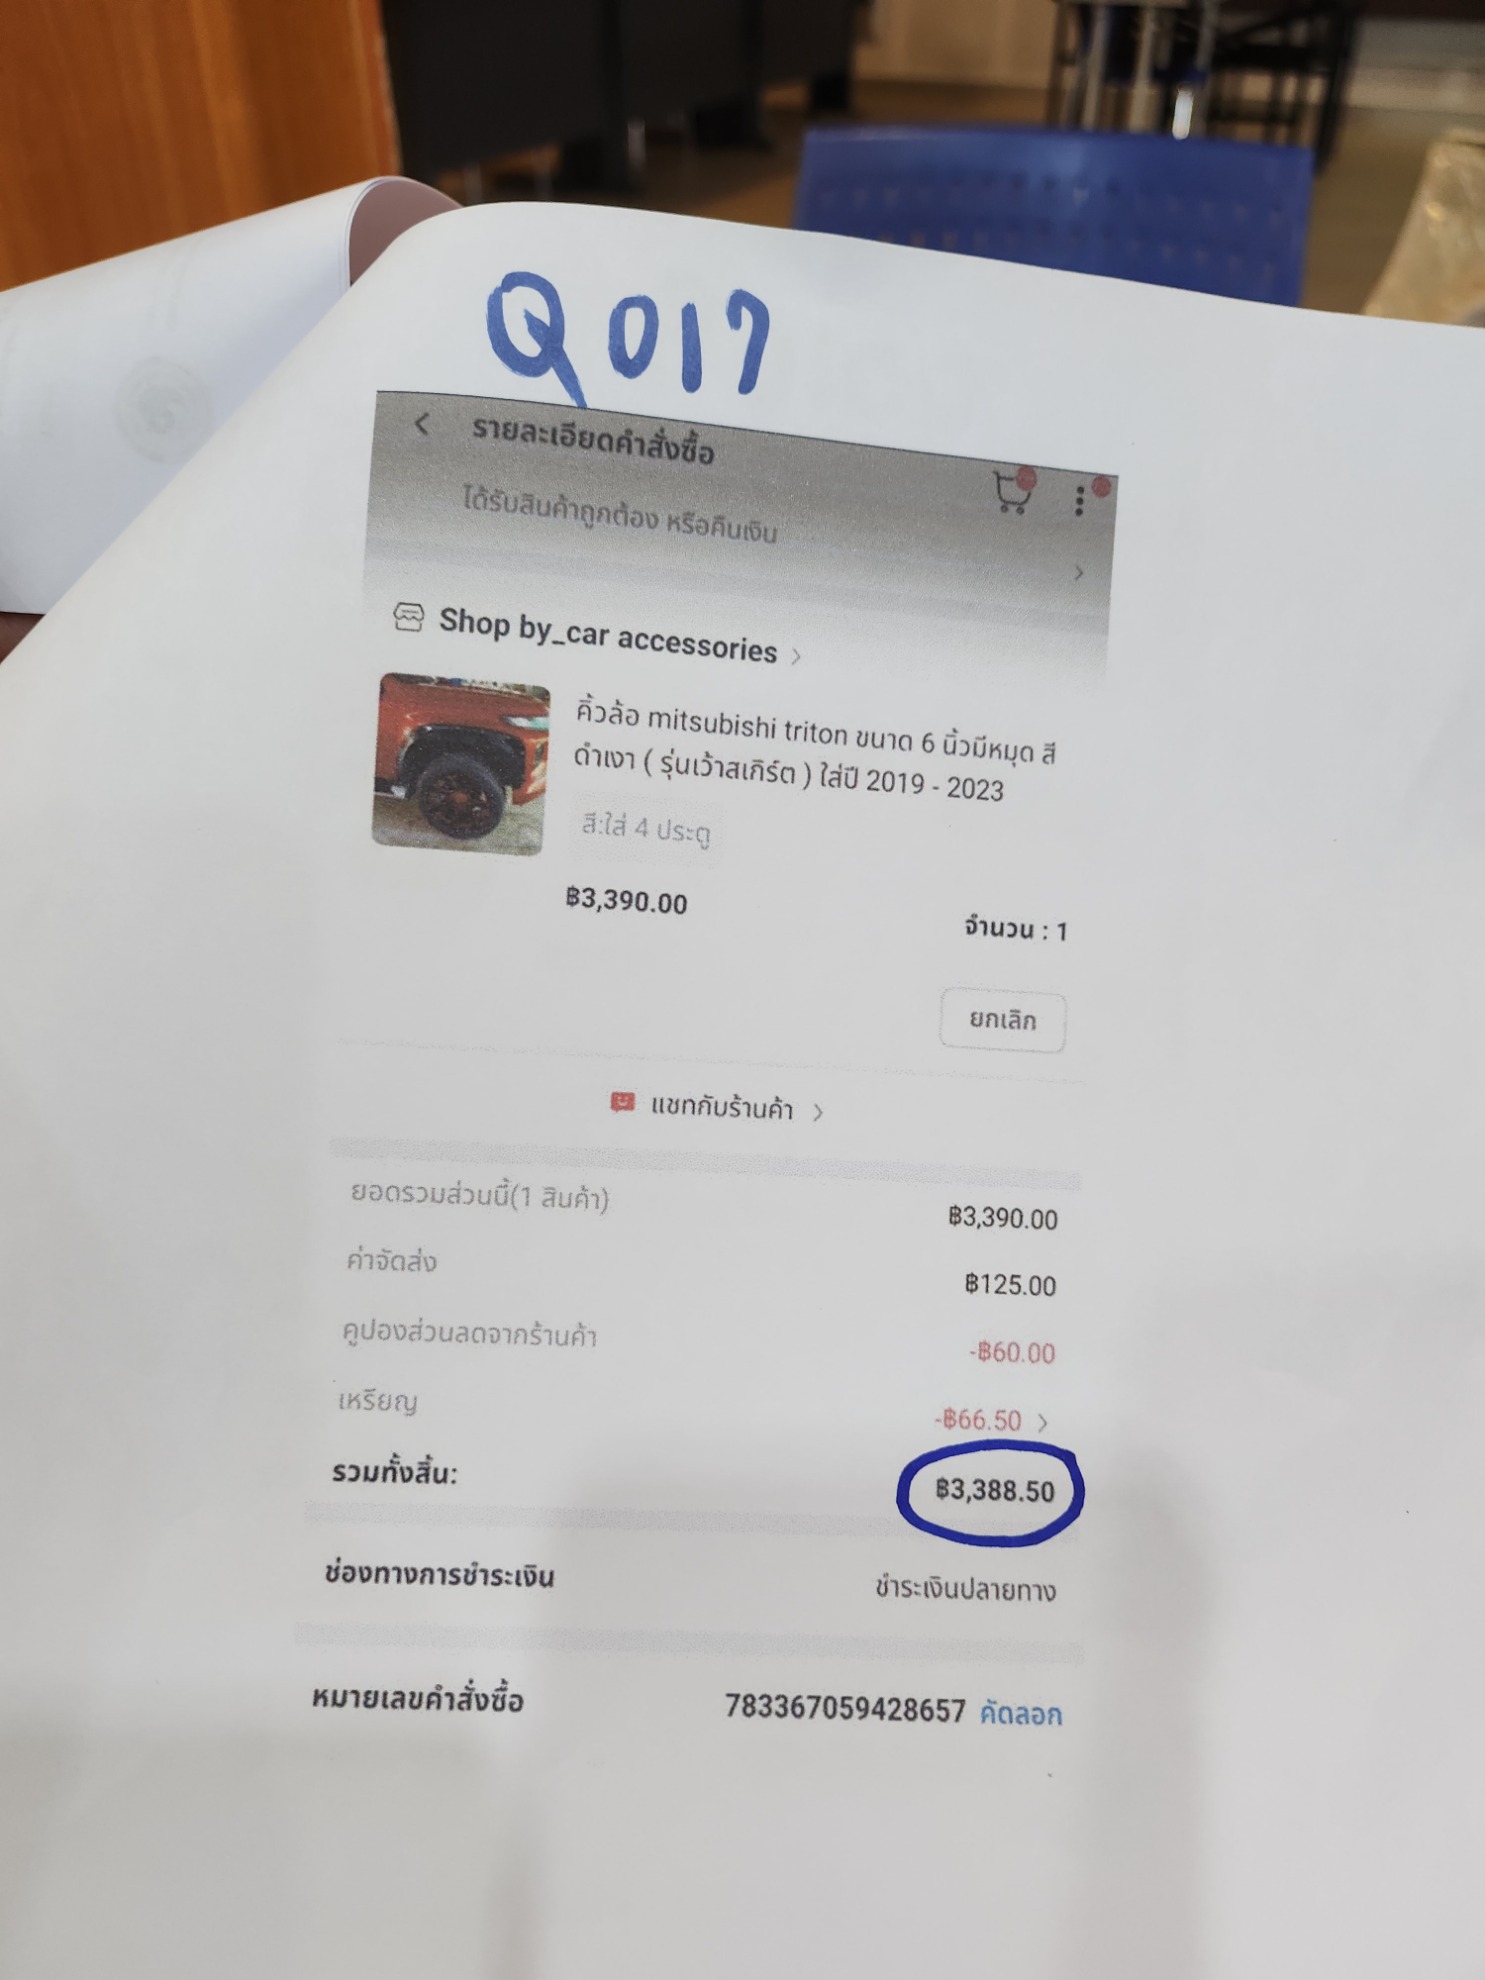 Q017
รายละเอียดคำสั่งซื้อ
ได้รับสินค้าถูกต้อง หรือคืนเงิน
Shop by_car accessories
คิ้วล้อ mitsubishi triton ขนาด 6 นิ้วมีหมุด สี
ดำเงา ( รุ่นเว้าสเกิร์ต ) ใส่ปี 2019 - 2023
สี:ใส่ 4 ประตู
฿3,390.00
จำนวน : 1
ยกเลิก
แชทกับร้านค้า
ยอดรวมส่วนนี้(1 สินค้า) ฿3,390.00
ค่าจัดส่ง ฿125.00
คูปองส่วนลดจากร้านค้า -฿60.00
เหรียญ -฿66.50
รวมทั้งสิ้น: ฿3,388.50
ช่องทางการชำระเงิน ชำระเงินปลายทาง
หมายเลขคำสั่งซื้อ 783367059428657 คัดลอก